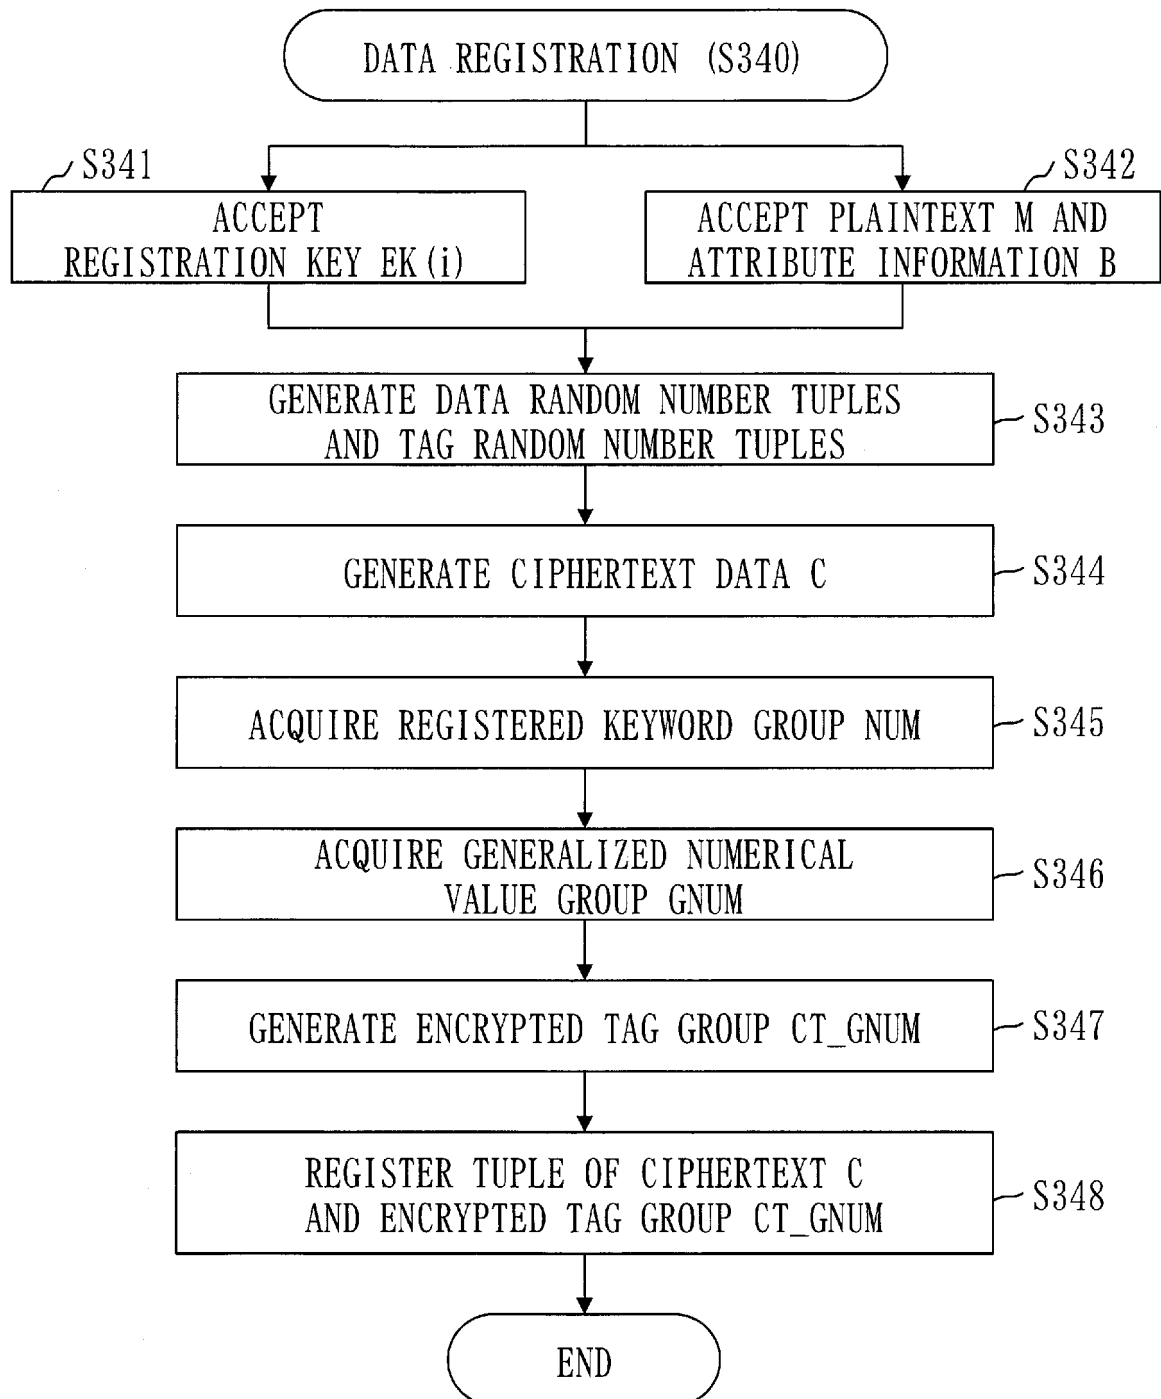 DATA REGISTRATION (S340)
S341
S342
ACCEPT
REGISTRATION KEY EK(i)
ACCEPT PLAINTEXT M AND
ATTRIBUTE INFORMATION B
GENERATE DATA RANDOM NUMBER TUPLES
AND TAG RANDOM NUMBER TUPLES
S343
GENERATE CIPHERTEXT DATA C
S344
ACQUIRE REGISTERED KEYWORD GROUP NUM
S345
ACQUIRE GENERALIZED NUMERICAL
VALUE GROUP GNUM
S346
GENERATE ENCRYPTED TAG GROUP CT_GNUM
S347
REGISTER TUPLE OF CIPHERTEXT C
AND ENCRYPTED TAG GROUP CT_GNUM
S348
END